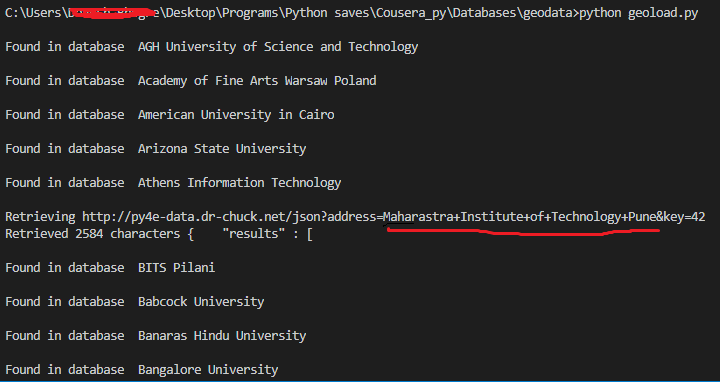 C:\Users\ \Desktop\Programs\Python saves\Cousera_py\Databases\geodata>python geoload.py
Found in database  AGH University of Science and Technology
Found in database  Academy of Fine Arts Warsaw Poland
Found in database  American University in Cairo
Found in database  Arizona State University
Found in database  Athens Information Technology
Retrieving http://py4e-data.dr-chuck.net/json?address=Maharastra+Institute+of+Technology+Pune&key=42
Retrieved 2584 characters {    "results" : [
Found in database  BITS Pilani
Found in database  Babcock University
Found in database  Banaras Hindu University
Found in database  Bangalore University